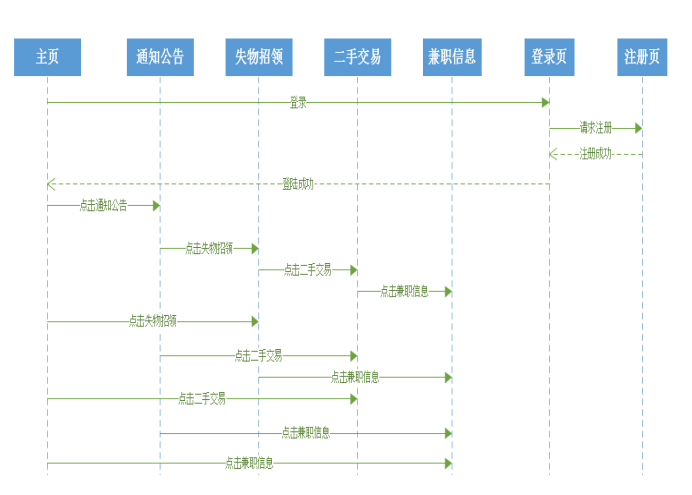 主页 通知公告 失物招领 二手交易 兼职信息 登录页 注册页
登录
请求注册
注册成功
登陆成功
点击通知公告
点击失物招领
点击二手交易
点击兼职信息
点击失物招领
点击二手交易
点击兼职信息
点击二手交易
点击兼职信息
点击兼职信息